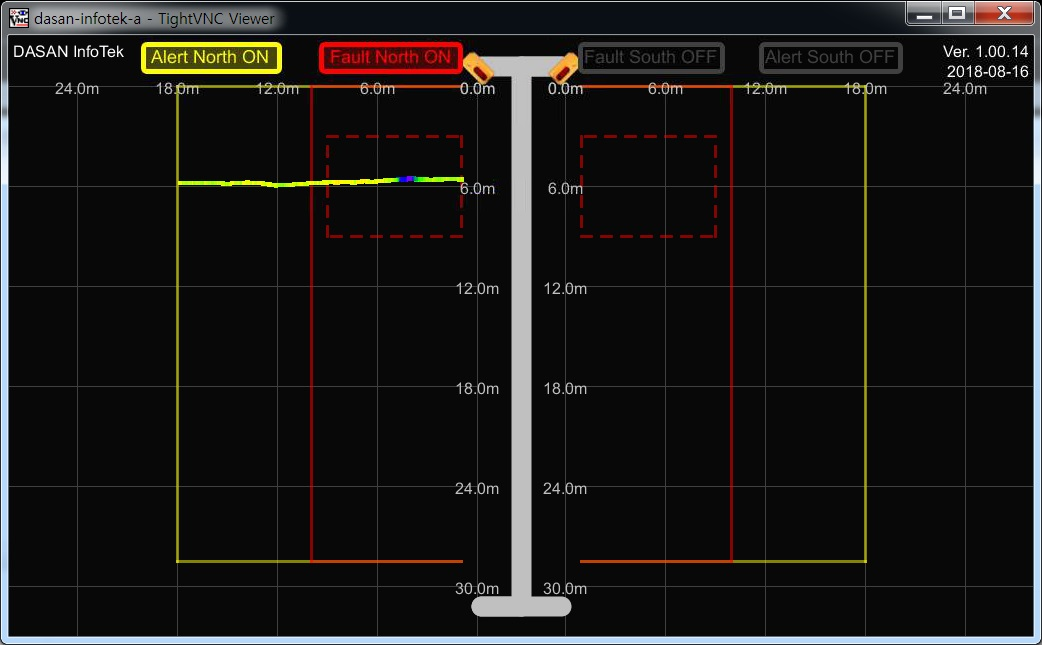 dasan-infotek-a - TightVNC Viewer
DASAN InfoTek
Alert North ON
Fault North ON
Fault South OFF
Alert South OFF
Ver. 1.00.14
2018-08-16
24.0m 18.0m 12.0m 6.0m 0.0m 0.0m 6.0m 12.0m 18.0m 24.0m
6.0m 6.0m
12.0m 12.0m
18.0m 18.0m
24.0m 24.0m
30.0m 30.0m